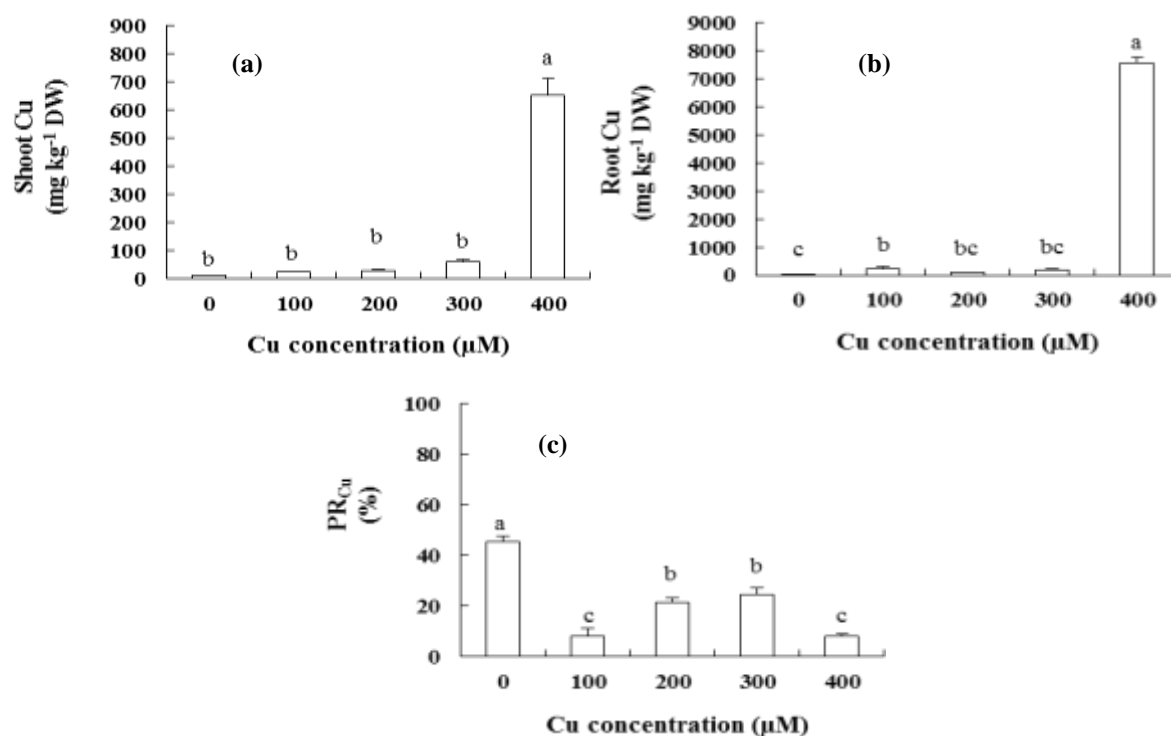 (a)
Shoot Cu
(mg kg⁻¹ DW)
900
800
700
600
500
400
300
200
100
0
b
b
b
b
a
0
100
200
300
400
Cu concentration (µM)
(b)
Root Cu
(mg kg⁻¹ DW)
9000
8000
7000
6000
5000
4000
3000
2000
1000
0
c
b
bc
bc
a
0
100
200
300
400
Cu concentration (µM)
(c)
PRCu
(%)
100
80
60
40
20
0
a
c
b
b
c
0
100
200
300
400
Cu concentration (µM)